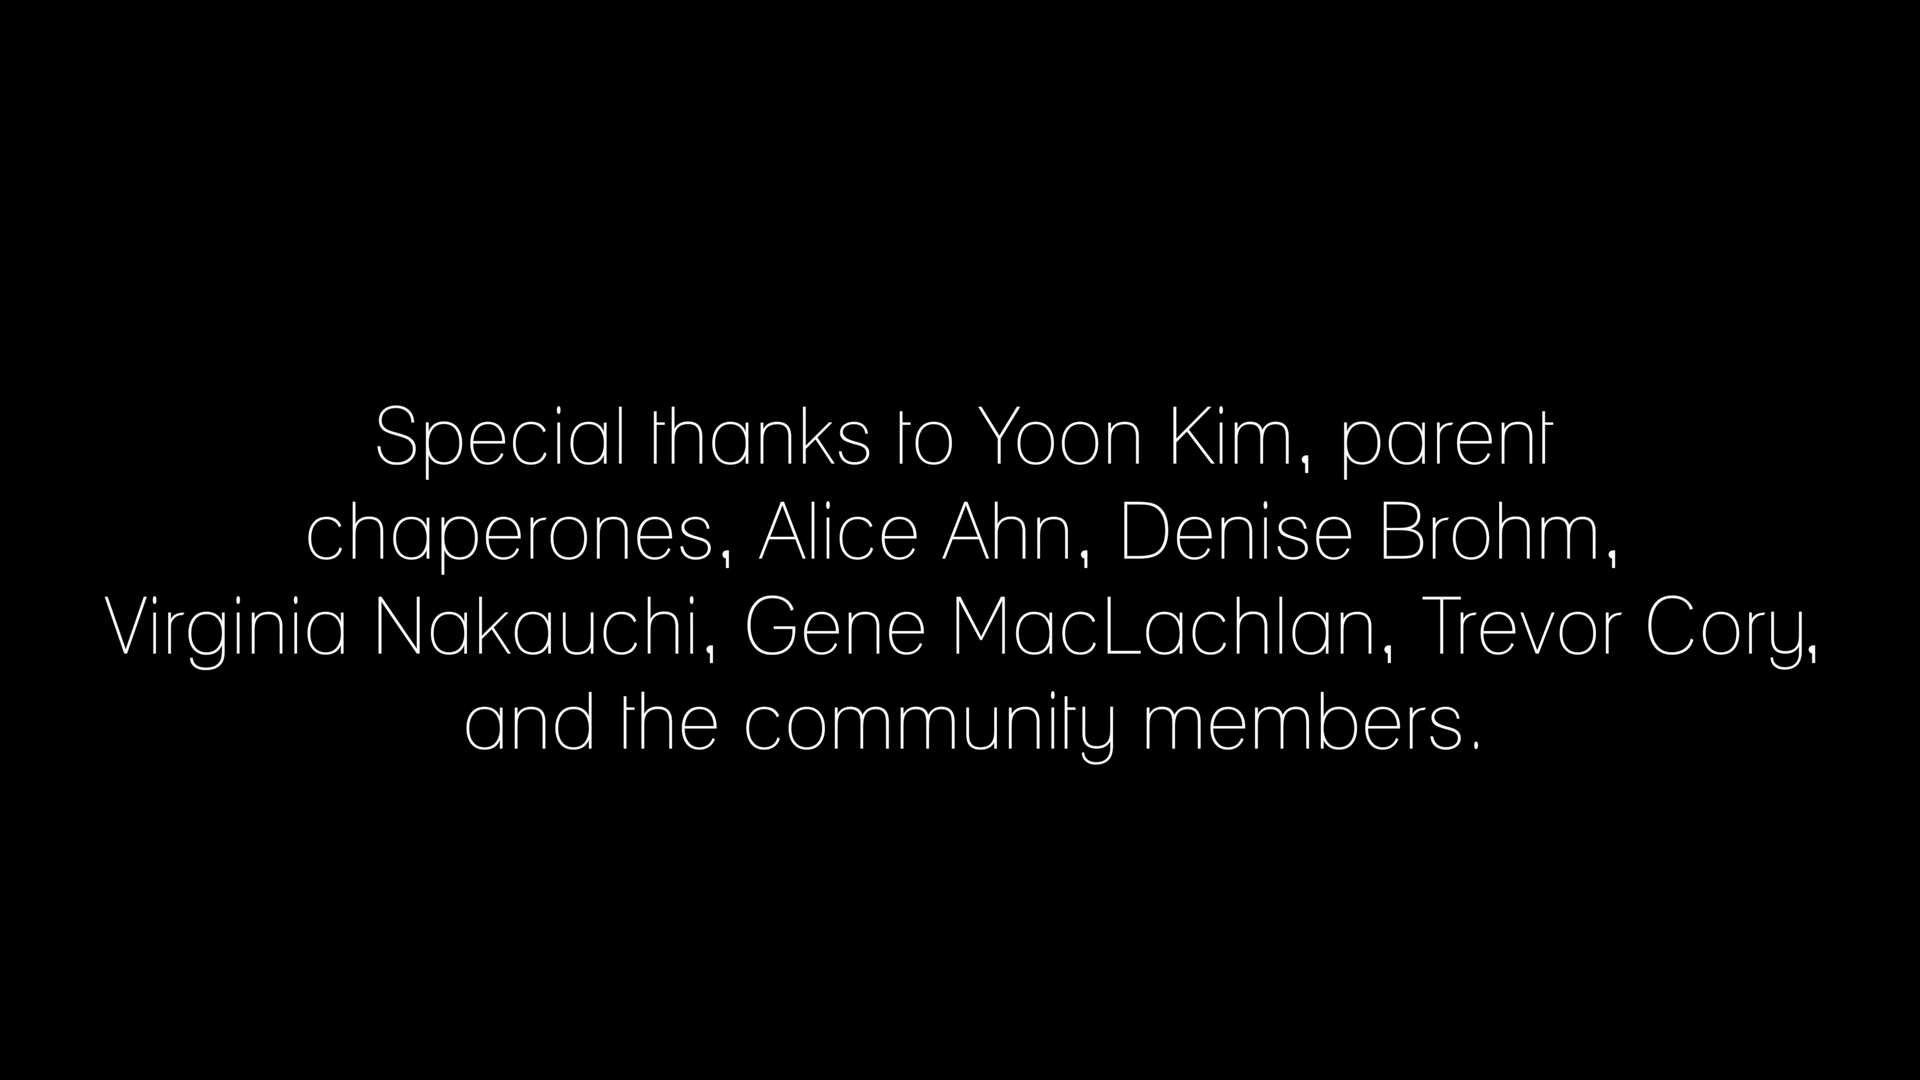 Special thanks to Yoon Kim, parent
chaperones, Alice Ahn, Denise Brohm,
Virginia Nakauchi, Gene MacLachlan, Trevor Cory,
and the community members.